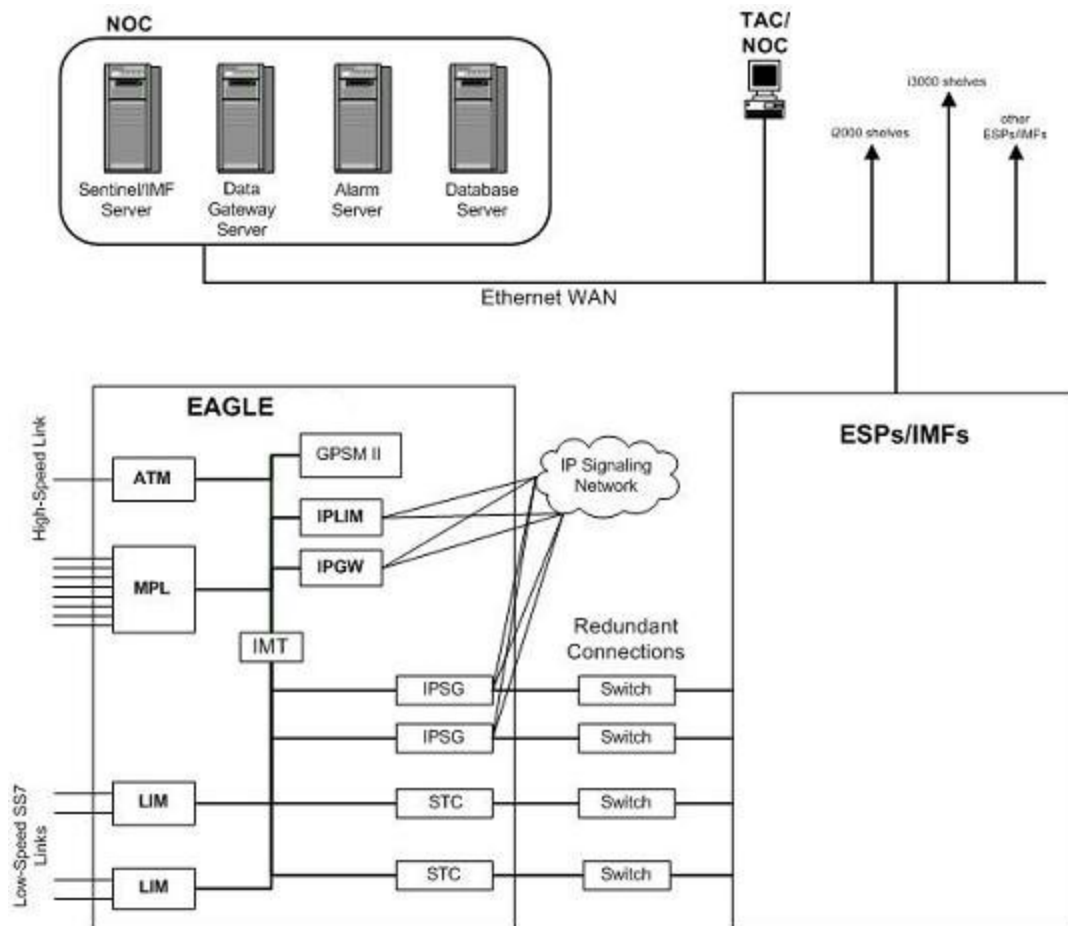 NOC
TAC/
NOC
i3000 shelves
i2000 shelves
other
ESPs/IMFs
Sentinel/IMF
Server
Data
Gateway
Server
Alarm
Server
Database
Server
Ethernet WAN
EAGLE
ESPs/IMFs
High-Speed Link
ATM
GPSM II
IP Signaling
Network
IPLIM
MPL
IPGW
IMT
Redundant
Connections
IPSG
Switch
IPSG
Switch
Low-Speed SS7
Links
LIM
STC
Switch
LIM
STC
Switch